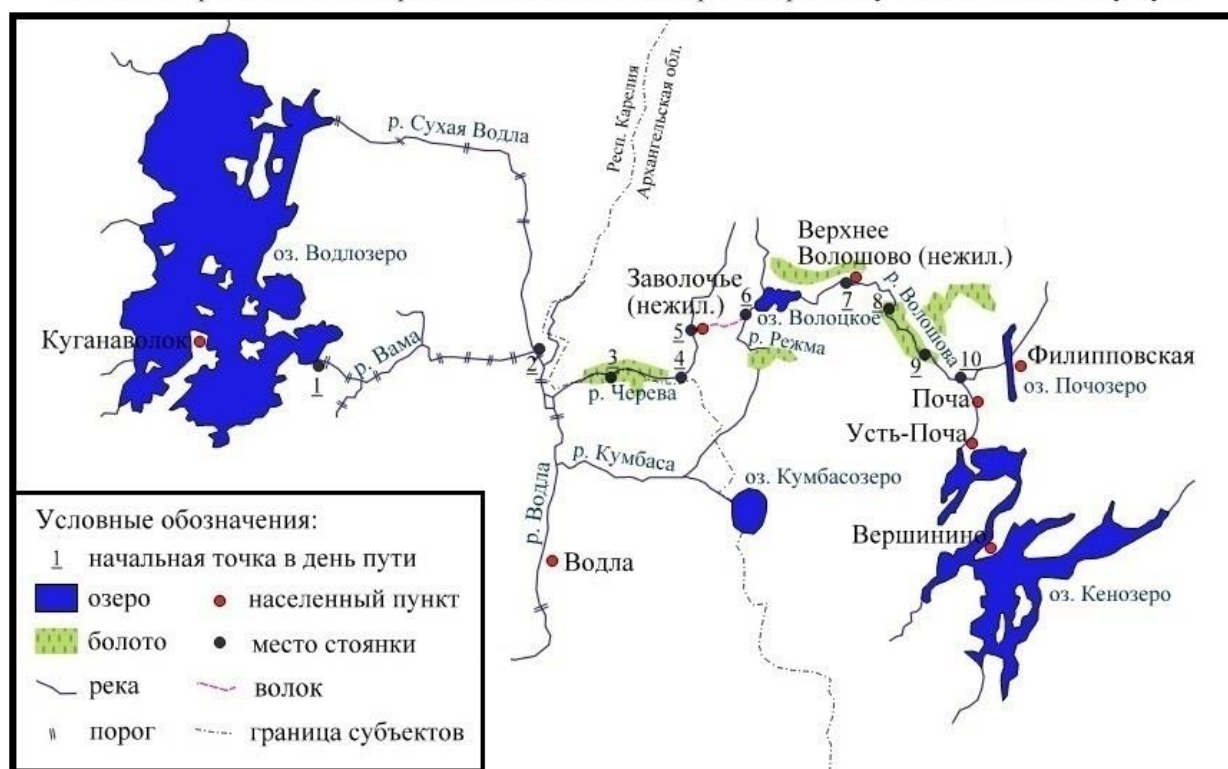 Респ. Карелия
Архангельская обл.
р. Сухая Водла
оз. Водлозеро
Куганаволок
1
р. Вама
2
3
р. Черева
4
5
Заволочье
(нежил.)
6
оз. Волоцкое
р. Режма
Верхнее
Волошово (нежил.)
7
8
р. Волошова
9
10
Филипповская
оз. Почозеро
Поча
Усть-Поча
р. Кумбаса
оз. Кумбасозеро
р. Водла
Водла
Вершинино
оз. Кенозеро
Условные обозначения:
1 начальная точка в день пути
озеро
населенный пункт
болото
место стоянки
река
волок
порог
граница субъектов